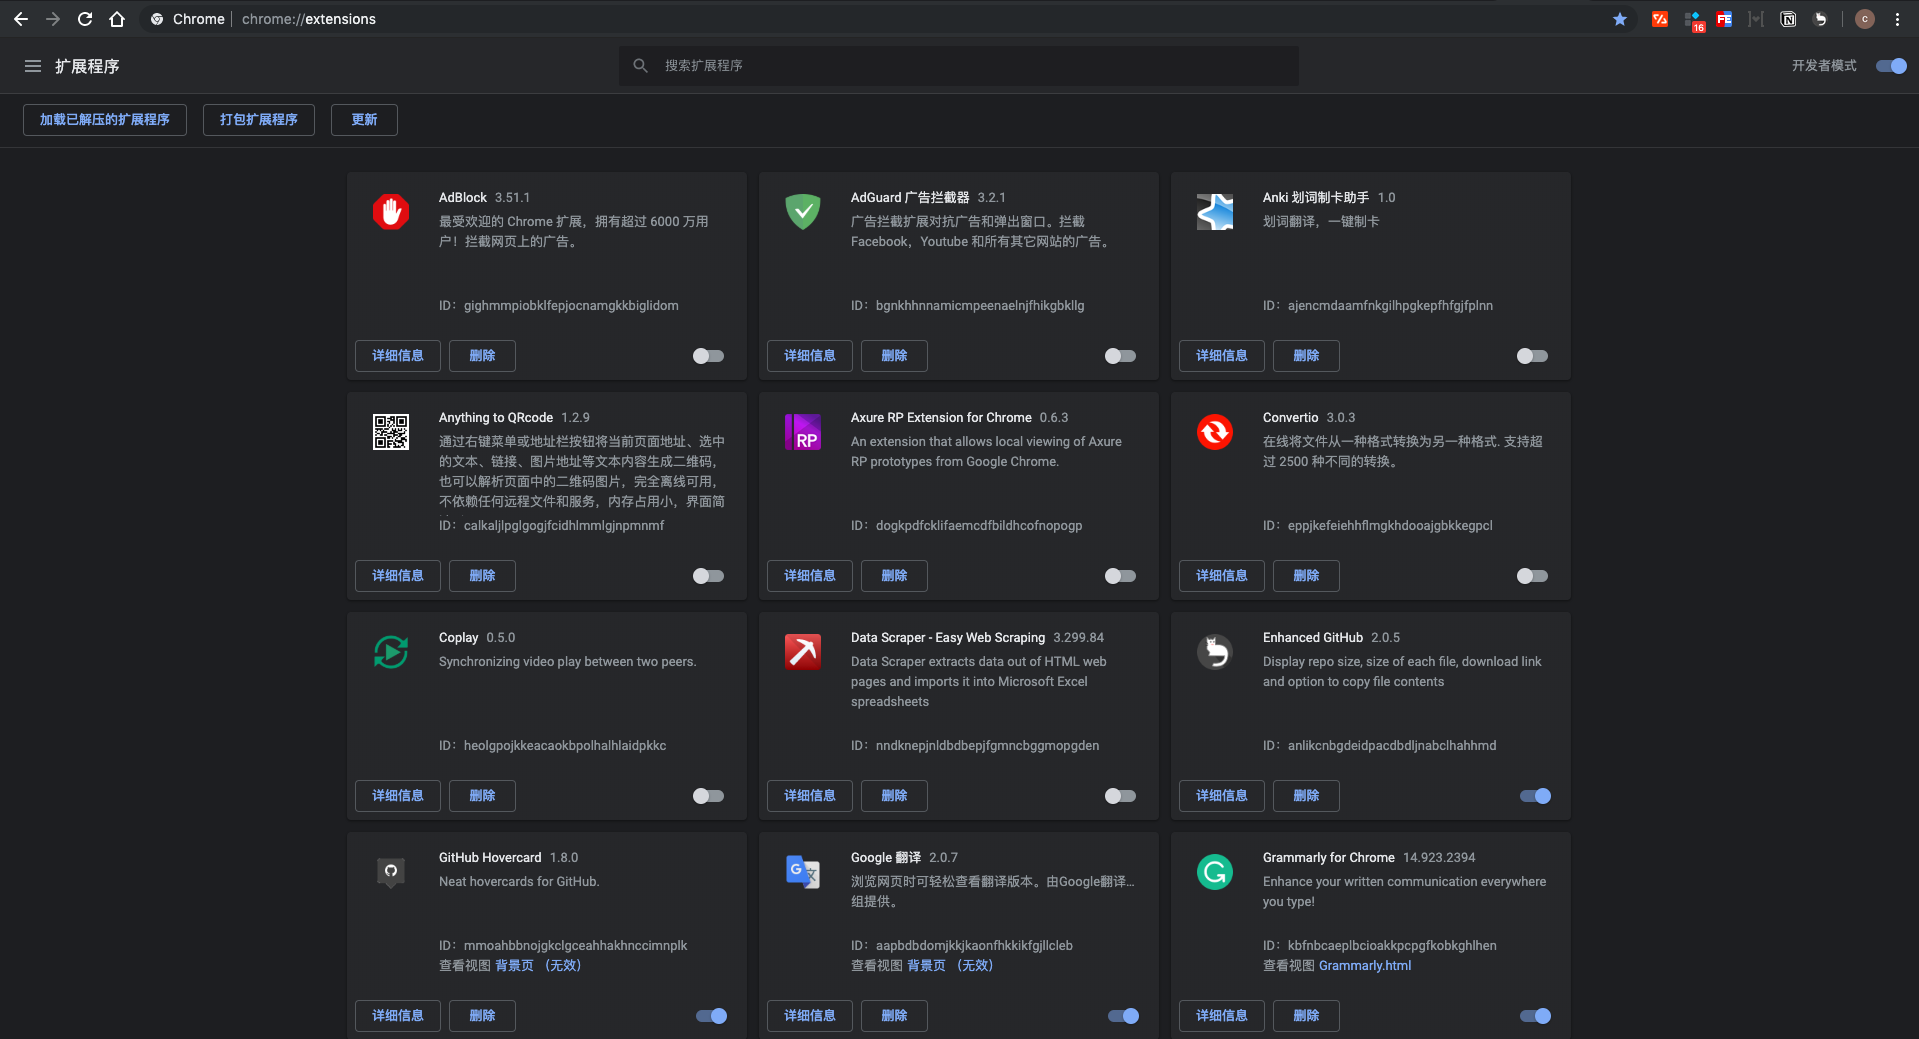 Chrome | chrome://extensions
16
FE
N
C
扩展程序
搜索扩展程序
开发者模式
加载已解压的扩展程序
打包扩展程序
更新
AdBlock 3.51.1
最受欢迎的 Chrome 扩展，拥有超过 6000 万用
户！拦截网页上的广告。
ID： gighmmpiobklfepjocnamgkkbiglidom
详细信息
删除
AdGuard 广告拦截器 3.2.1
广告拦截扩展对抗广告和弹出窗口。拦截
Facebook，Youtube 和所有其它网站的广告。
ID： bgnkhhnnamicmpeenaelnjfhikgbkllg
详细信息
删除
Anki 划词制卡助手 1.0
划词翻译，一键制卡
ID： ajencmdaamfnkgilhpgkepfhfgjfplnn
详细信息
删除
Anything to QRcode 1.2.9
通过右键菜单或地址栏按钮将当前页面地址、选中
的文本、链接、图片地址等文本内容生成二维码，
也可以解析页面中的二维码图片，完全离线可用，
不依赖任何远程文件和服务，内存占用小，界面简
ID： calkaljlpglgogjfcidhlmmlgjnpmnmf
详细信息
删除
RP
Axure RP Extension for Chrome 0.6.3
An extension that allows local viewing of Axure
RP prototypes from Google Chrome.
ID： dogkpdfcklifaemcdfbildhcofnopogp
详细信息
删除
Convertio 3.0.3
在线将文件从一种格式转换为另一种格式. 支持超
过 2500 种不同的转换。
ID： eppjkefeiehhflmgkhdooajgbkkegpcl
详细信息
删除
Coplay 0.5.0
Synchronizing video play between two peers.
ID： heolgpojkkeacaokbpolhalhlaidpkkc
详细信息
删除
Data Scraper - Easy Web Scraping 3.299.84
Data Scraper extracts data out of HTML web
pages and imports it into Microsoft Excel
spreadsheets
ID： nndknepjnldbdbepjfgmncbggmopgden
详细信息
删除
Enhanced GitHub 2.0.5
Display repo size, size of each file, download link
and option to copy file contents
ID： anlikcnbgdeidpacdbdljnabclhahhmd
详细信息
删除
GitHub Hovercard 1.8.0
Neat hovercards for GitHub.
ID： mmoahbbnojgkclgceahhakhnccimnplk
查看视图 背景页 （无效）
详细信息
删除
G 文
Google 翻译 2.0.7
浏览网页时可轻松查看翻译版本。由Google翻译...
组提供。
ID： aapbdbdomjkkjkaonfhkkikfgjllcleb
查看视图 背景页 （无效）
详细信息
删除
G
Grammarly for Chrome 14.923.2394
Enhance your written communication everywhere
you type!
ID： kbfnbcaeplbcioakkpcpgfkobkghlhen
查看视图 Grammarly.html
详细信息
删除